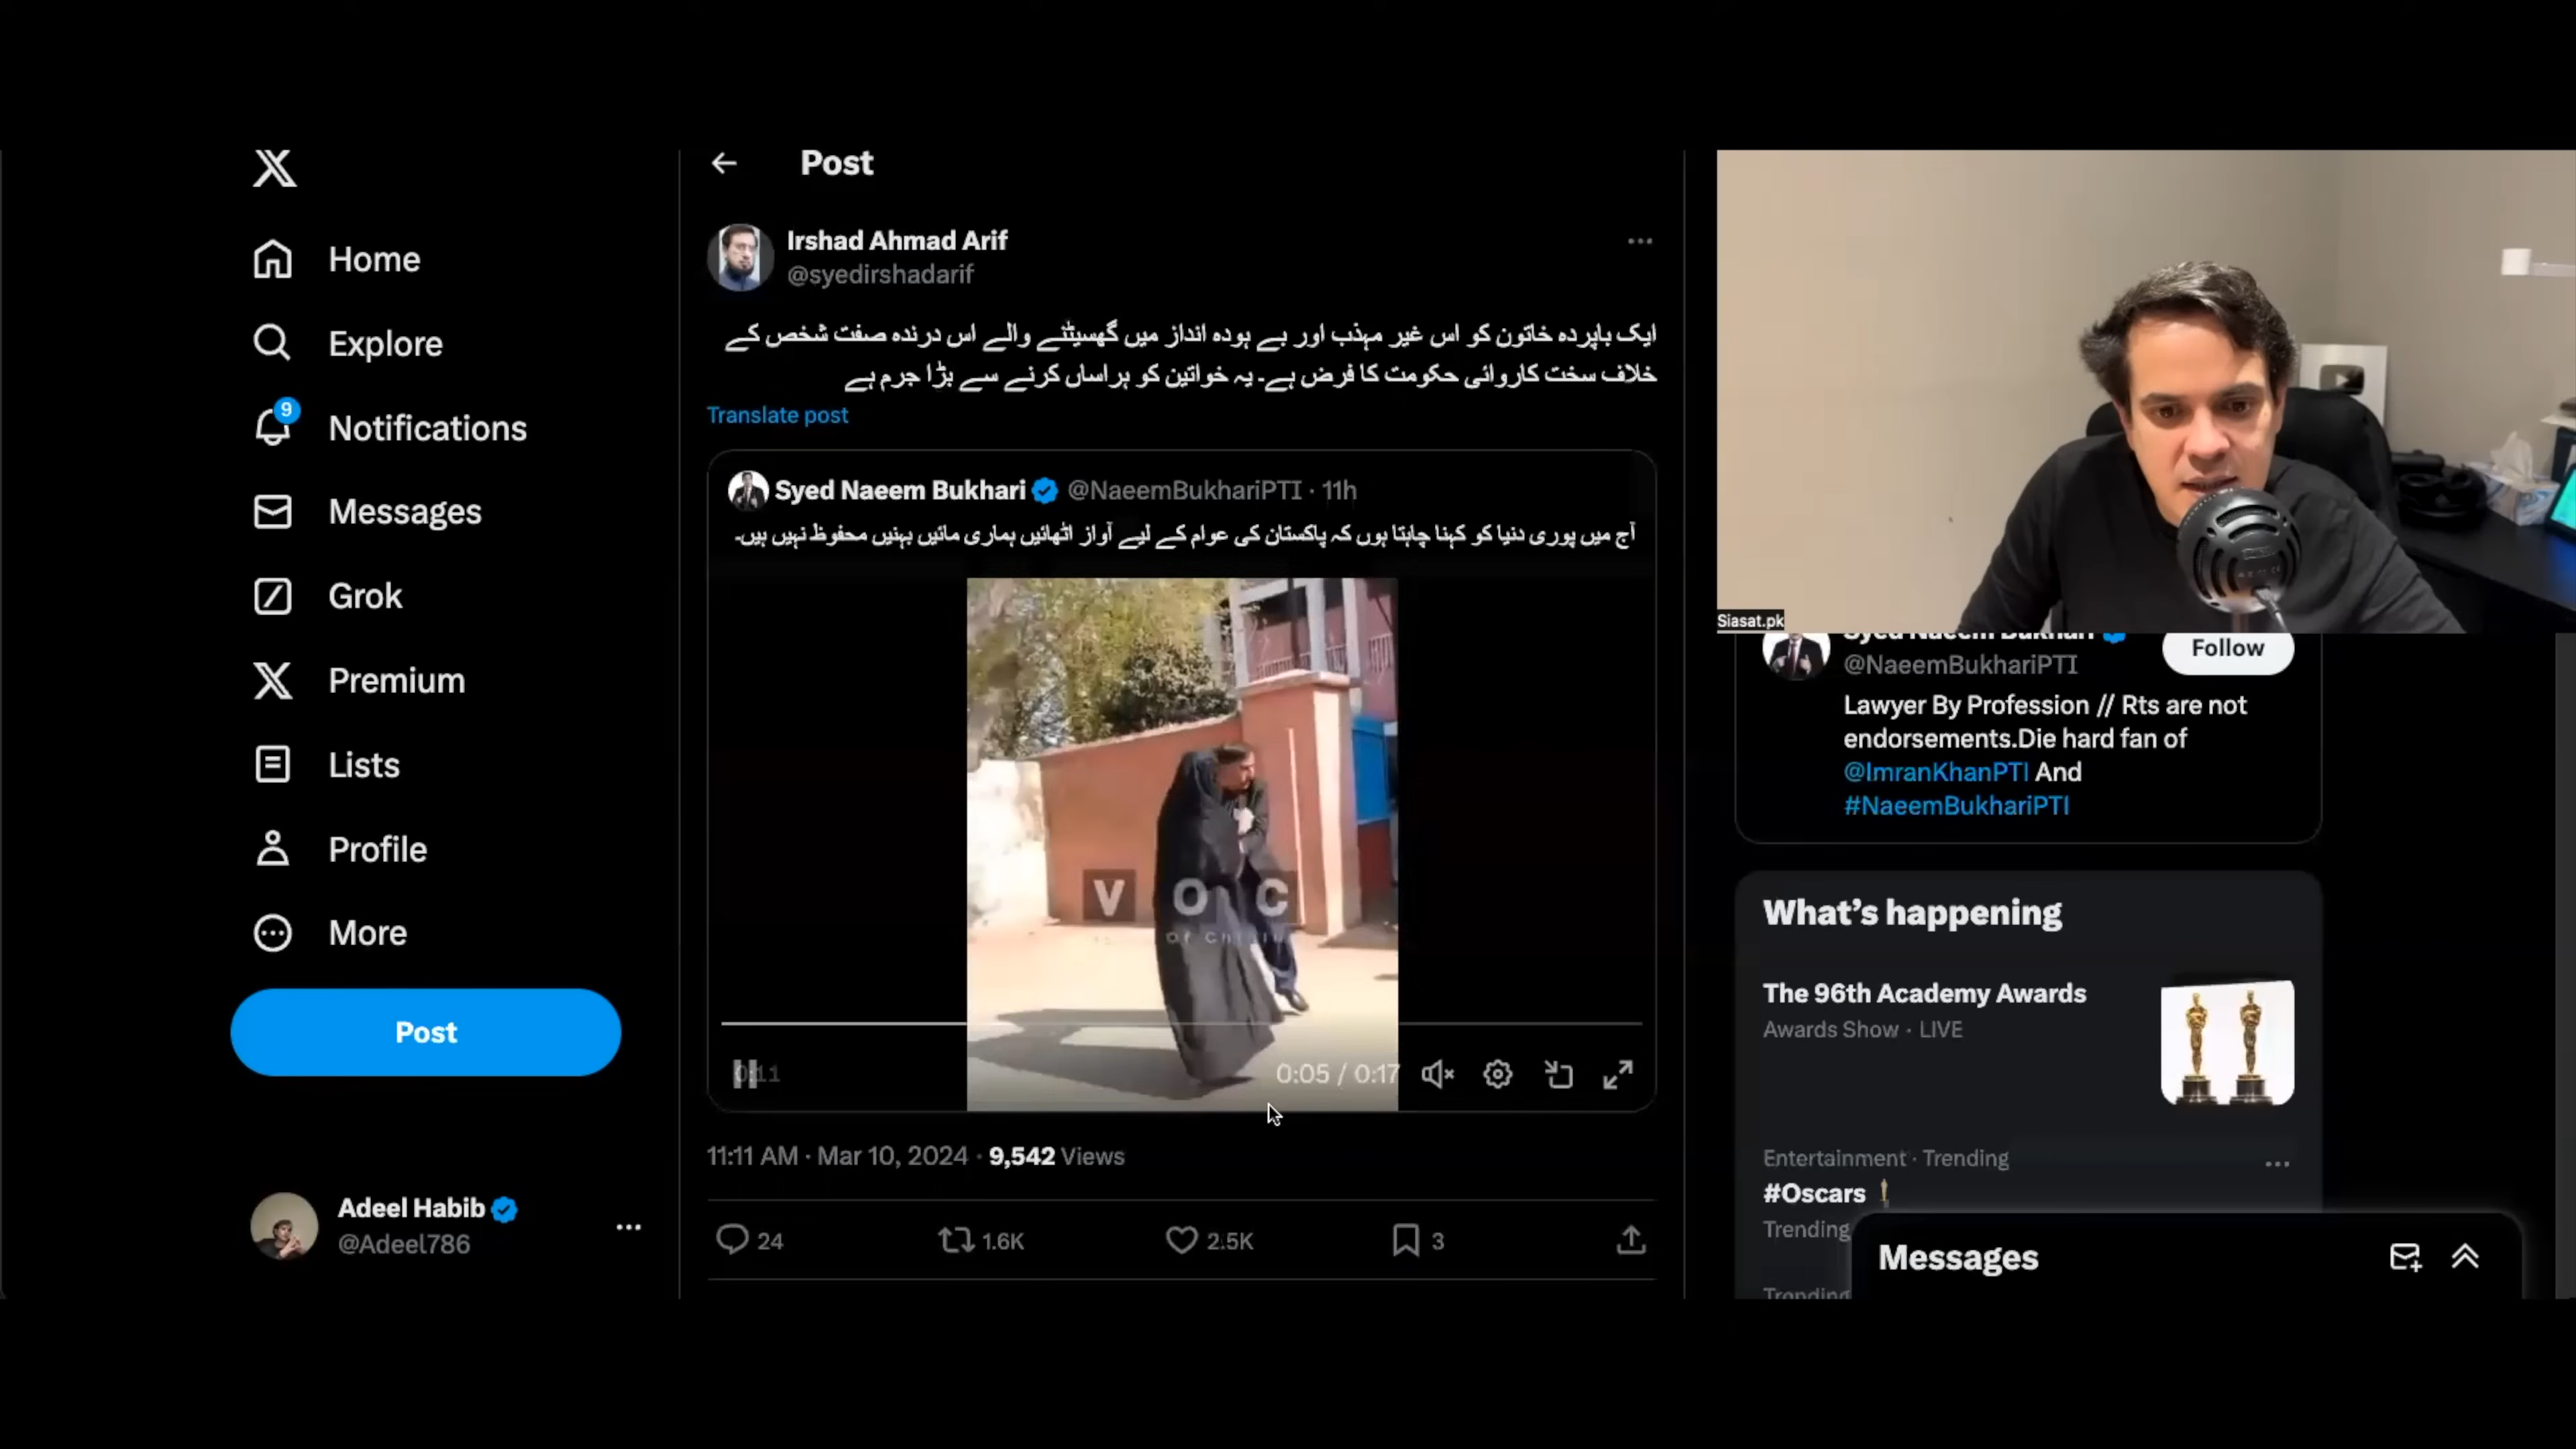 Home
Explore
9
Notifications
Messages
Grok
Premium
Lists
Profile
More
Post
Adeel Habib
@Adeel786
Post
Irshad Ahmad Arif
@syedirshadarif
ایک باپردہ خاتون کو اس غیر مہذب اور بے ہودہ انداز میں گھسیٹنے والے اس درندہ صفت شخص کے
خلاف سخت کاروائی حکومت کا فرض ہے۔ یہ خواتین کو ہراساں کرنے سے بڑا جرم ہے
Translate post
Syed Naeem Bukhari @NaeemBukhariPTI · 11h
آج میں پوری دنیا کو کہنا چاہتا ہوں کہ پاکستان کی عوام کے لیے آواز اٹھائیں ہماری مائیں بہنیں محفوظ نہیں ہیں۔
V O C
0:11
0:05 / 0:17
11:11 AM · Mar 10, 2024 · 9,542 Views
24 1.6K 2.5K 3
Siasat.pk
Syed Naeem Bukhari
@NaeemBukhariPTI
Follow
Lawyer By Profession // Rts are not
endorsements.Die hard fan of
@ImranKhanPTI And
#NaeemBukhariPTI
What's happening
The 96th Academy Awards
Awards Show · LIVE
Entertainment · Trending
#Oscars
Trending
Trending
Messages